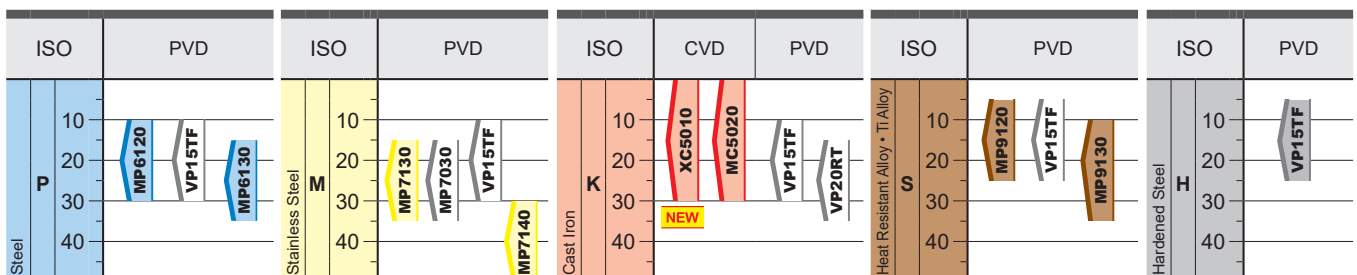 ISO PVD
Steel
P
10
20
30
40
MP6120
VP15TF
MP6130
ISO PVD
Stainless Steel
M
10
20
30
40
MP7130
MP7030
VP15TF
MP7140
ISO CVD PVD
Cast Iron
K
10
20
30
40
XC5010
NEW
MC5020
VP15TF
VP20RT
ISO PVD
Heat Resistant Alloy • Ti Alloy
S
10
20
30
40
MP9120
VP15TF
MP9130
ISO PVD
Hardened Steel
H
10
20
30
40
VP15TF